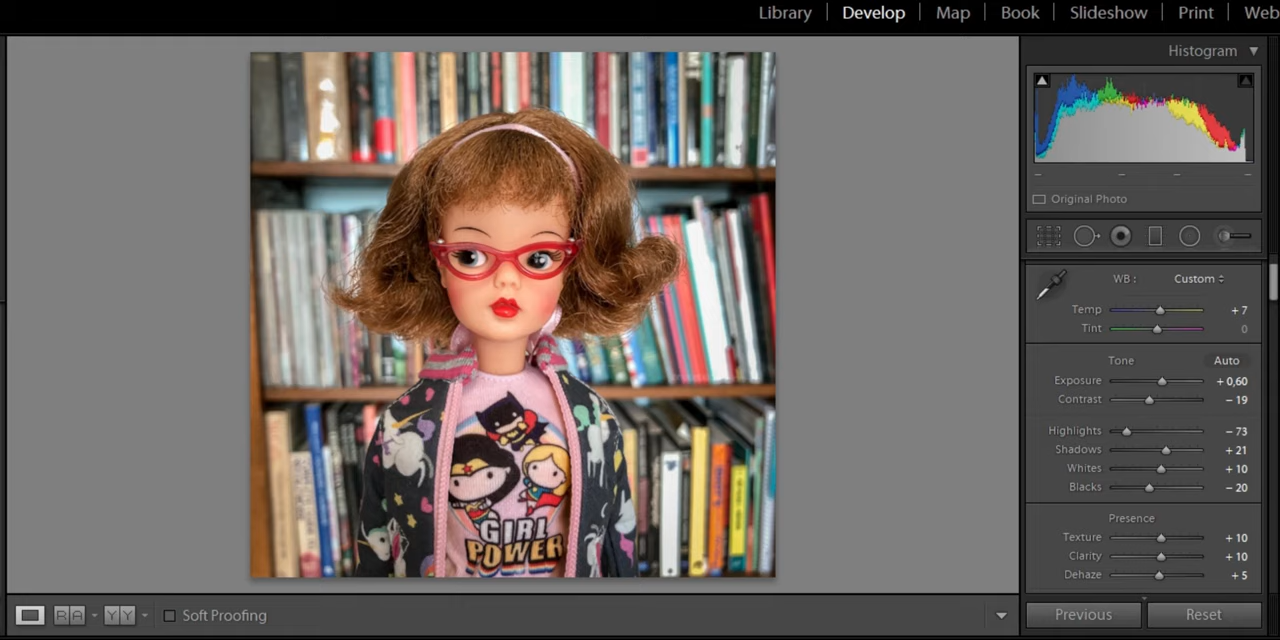 Library | Develop | Map | Book | Slideshow | Print | Web
Histogram
Original Photo
WB : Custom
Temp + 7
Tint 0
Tone Auto
Exposure + 0,60
Contrast − 19
Highlights − 73
Shadows + 21
Whites + 10
Blacks − 20
Presence
Texture + 10
Clarity + 10
Dehaze + 5
GIRL
POWER
R A Y Y Soft Proofing
Previous Reset